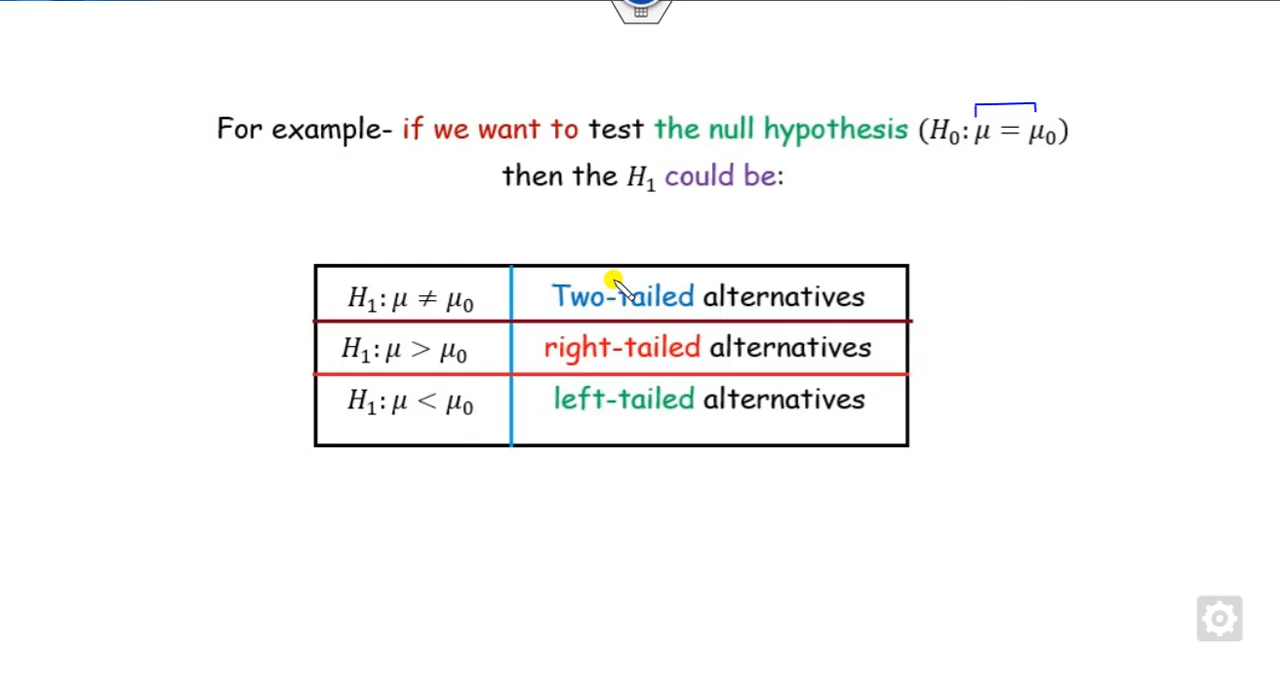 For example- if we want to test the null hypothesis (H₀: μ = μ₀)
then the H₁ could be:
H₁: μ ≠ μ₀ Two-tailed alternatives
H₁: μ > μ₀ right-tailed alternatives
H₁: μ < μ₀ left-tailed alternatives